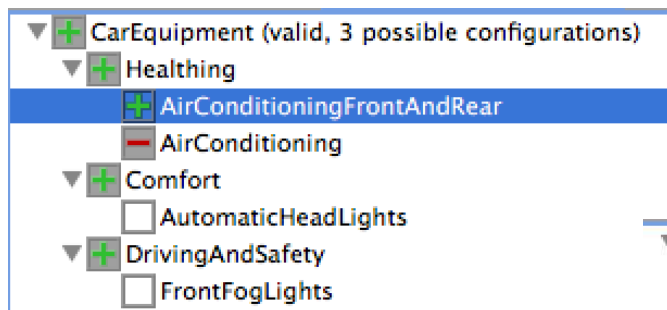 CarEquipment (valid, 3 possible configurations)
Healthing
AirConditioningFrontAndRear
AirConditioning
Comfort
AutomaticHeadLights
DrivingAndSafety
FrontFogLights